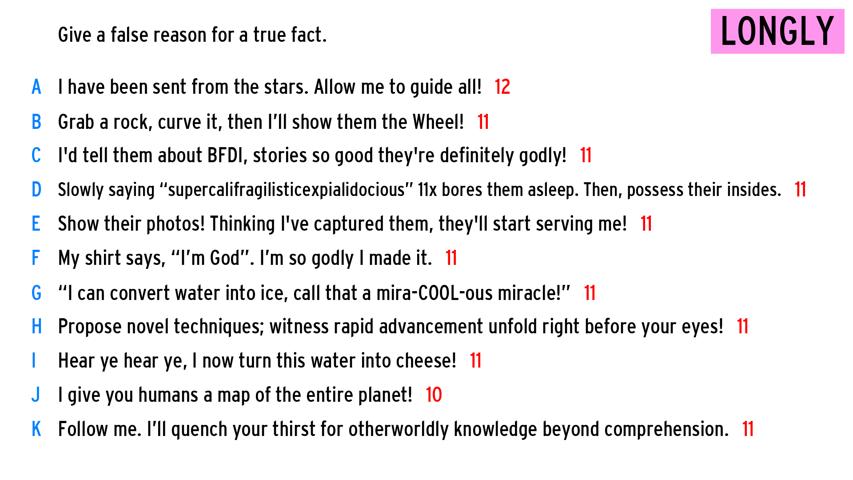 Give a false reason for a true fact.
LONGLY
A I have been sent from the stars. Allow me to guide all! 12
B Grab a rock, curve it, then I'll show them the Wheel! 11
C I'd tell them about BFDI, stories so good they're definitely godly! 11
D Slowly saying “supercalifragilisticexpialidocious” 11x bores them asleep. Then, possess their insides. 11
E Show their photos! Thinking I've captured them, they'll start serving me! 11
F My shirt says, “I'm God”. I'm so godly I made it. 11
G “I can convert water into ice, call that a mira-COOL-ous miracle!” 11
H Propose novel techniques; witness rapid advancement unfold right before your eyes! 11
I Hear ye hear ye, I now turn this water into cheese! 11
J I give you humans a map of the entire planet! 10
K Follow me. I'll quench your thirst for otherworldly knowledge beyond comprehension. 11